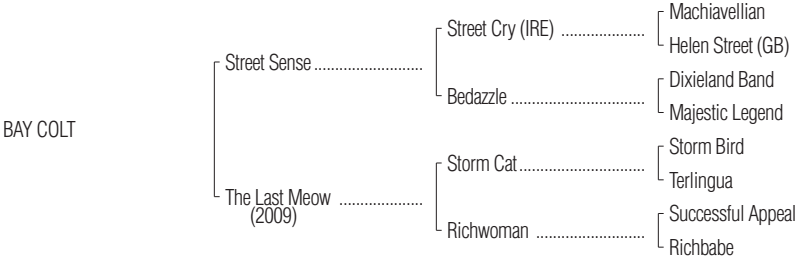 Machiavellian
Street Cry (IRE) ....................
Helen Street (GB)
Street Sense ..........................
Dixieland Band
Bedazzle ................................
Majestic Legend
BAY COLT
Storm Bird
Storm Cat ..............................
Terlingua
The Last Meow ....................
(2009)
Successful Appeal
Richwoman ..........................
Richbabe